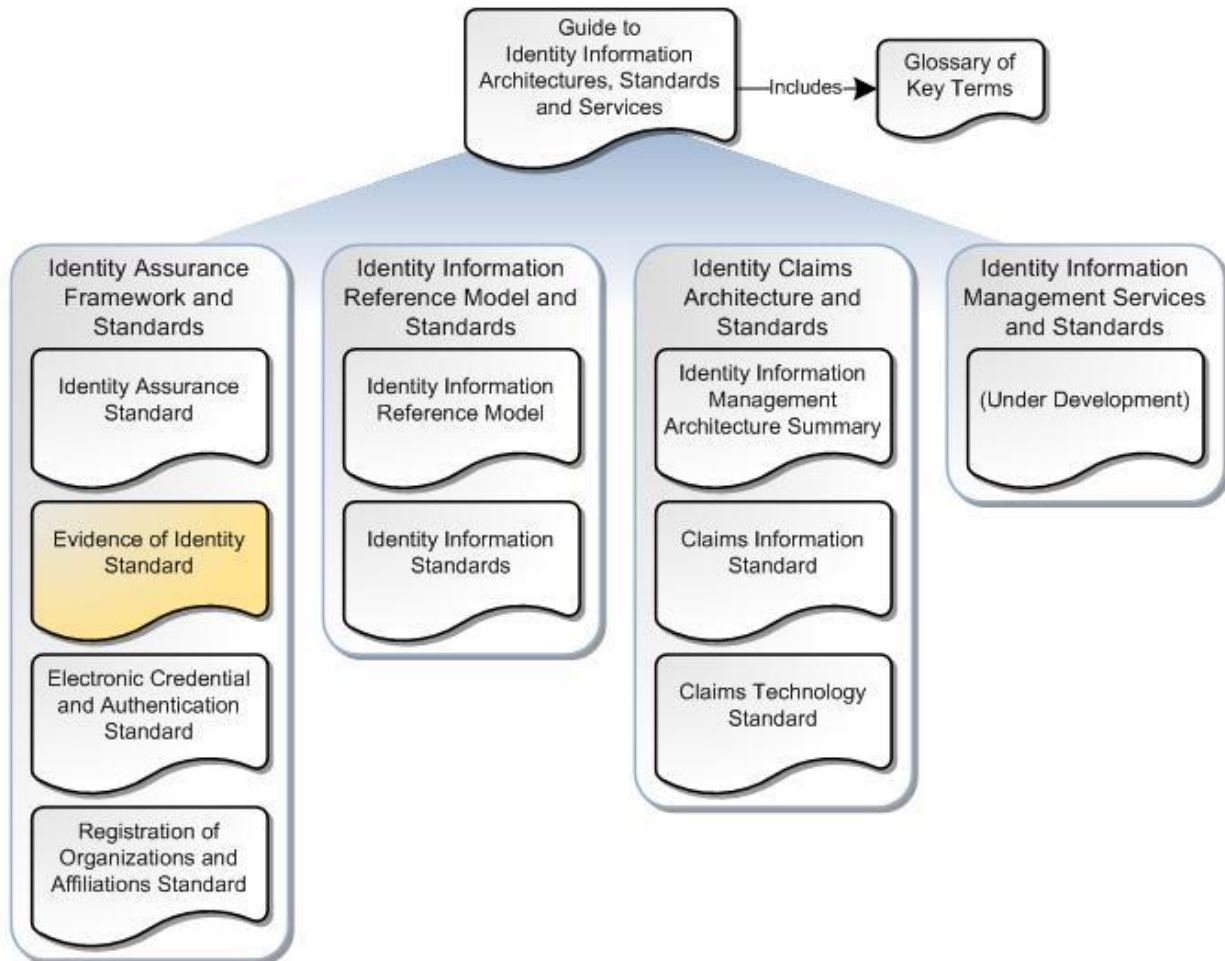 Guide to
Identity Information
Architectures, Standards
and Services
Includes
Glossary of
Key Terms
Identity Assurance
Framework and
Standards
Identity Assurance
Standard
Evidence of Identity
Standard
Electronic Credential
and Authentication
Standard
Registration of
Organizations and
Affiliations Standard
Identity Information
Reference Model and
Standards
Identity Information
Reference Model
Identity Information
Standards
Identity Claims
Architecture and
Standards
Identity Information
Management
Architecture Summary
Claims Information
Standard
Claims Technology
Standard
Identity Information
Management Services
and Standards
(Under Development)